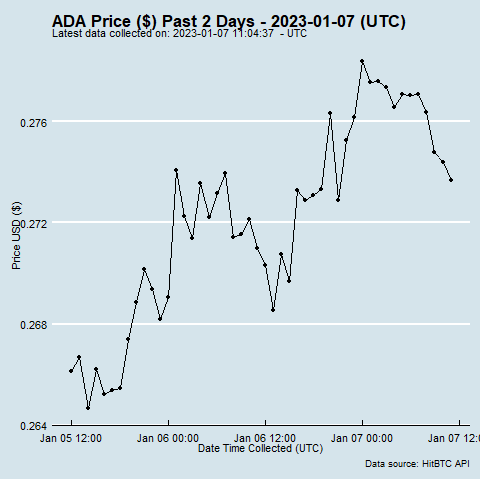 ADA Price ($) Past 2 Days - 2023-01-07 (UTC)
Latest data collected on: 2023-01-07 11:04:37 - UTC
0.276
0.272
0.268
0.264
Price USD ($)
Jan 05 12:00 Jan 06 00:00 Jan 06 12:00 Jan 07 00:00 Jan 07 12:0
Date Time Collected (UTC)
Data source: HitBTC API